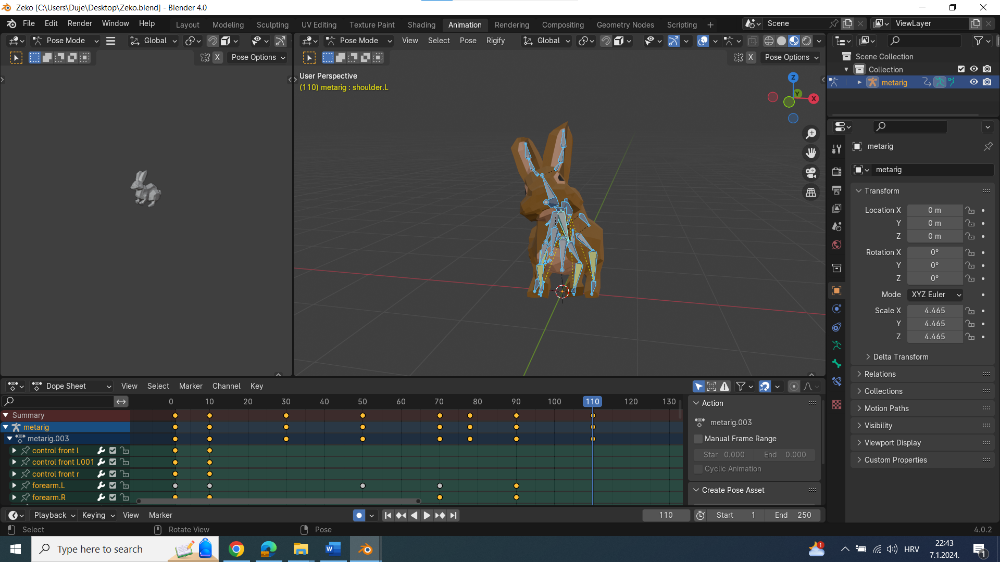 Zeko [C:\Users\Duje\Desktop\Zeko.blend] - Blender 4.0
File Edit Render Window Help Layout Modeling Sculpting UV Editing Texture Paint Shading Animation Rendering Compositing Geometry Nodes Scripting + Scene ViewLayer
Pose Mode Global
Pose Mode View Select Pose Rigify Global
X Pose Options
X Pose Options
User Perspective
(110) metarig : shoulder.L
Z
Y
X
Scene Collection
Collection
metarig
metarig
metarig
Transform
Location X 0 m
Y 0 m
Z 0 m
Rotation X 0°
Y 0°
Z 0°
Mode XYZ Euler
Scale X 4.465
Y 4.465
Z 4.465
Delta Transform
Relations
Collections
Motion Paths
Visibility
Viewport Display
Custom Properties
Dope Sheet View Select Marker Channel Key
0 10 20 30 40 50 60 70 80 90 100 110 120 130
Summary
metarig
metarig.003
control front l
control front l.001
control front r
forearm.L
forearm.R
Action
metarig.003
Manual Frame Range
Star 0.000 End 0.000
Cyclic Animation
Create Pose Asset
Playback Keying View Marker 110 Start 1 End 250
Select Rotate View Pose 4.0.2
Type here to search
1
HRV
22:43
7.1.2024.
1